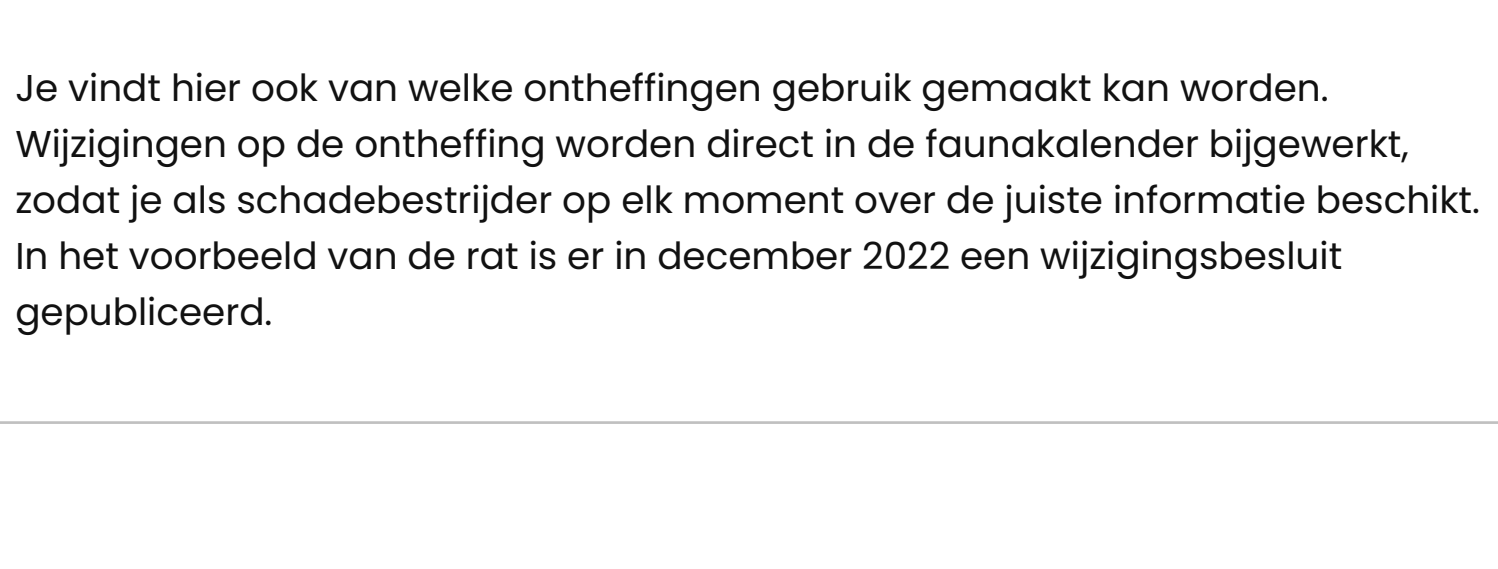 Je vindt hier ook van welke ontheffingen gebruik gemaakt kan worden.
Wijzigingen op de ontheffing worden direct in de faunakalender bijgewerkt,
zodat je als schadebestrijder op elk moment over de juiste informatie beschikt.
In het voorbeeld van de rat is er in december 2022 een wijzigingsbesluit
gepubliceerd.